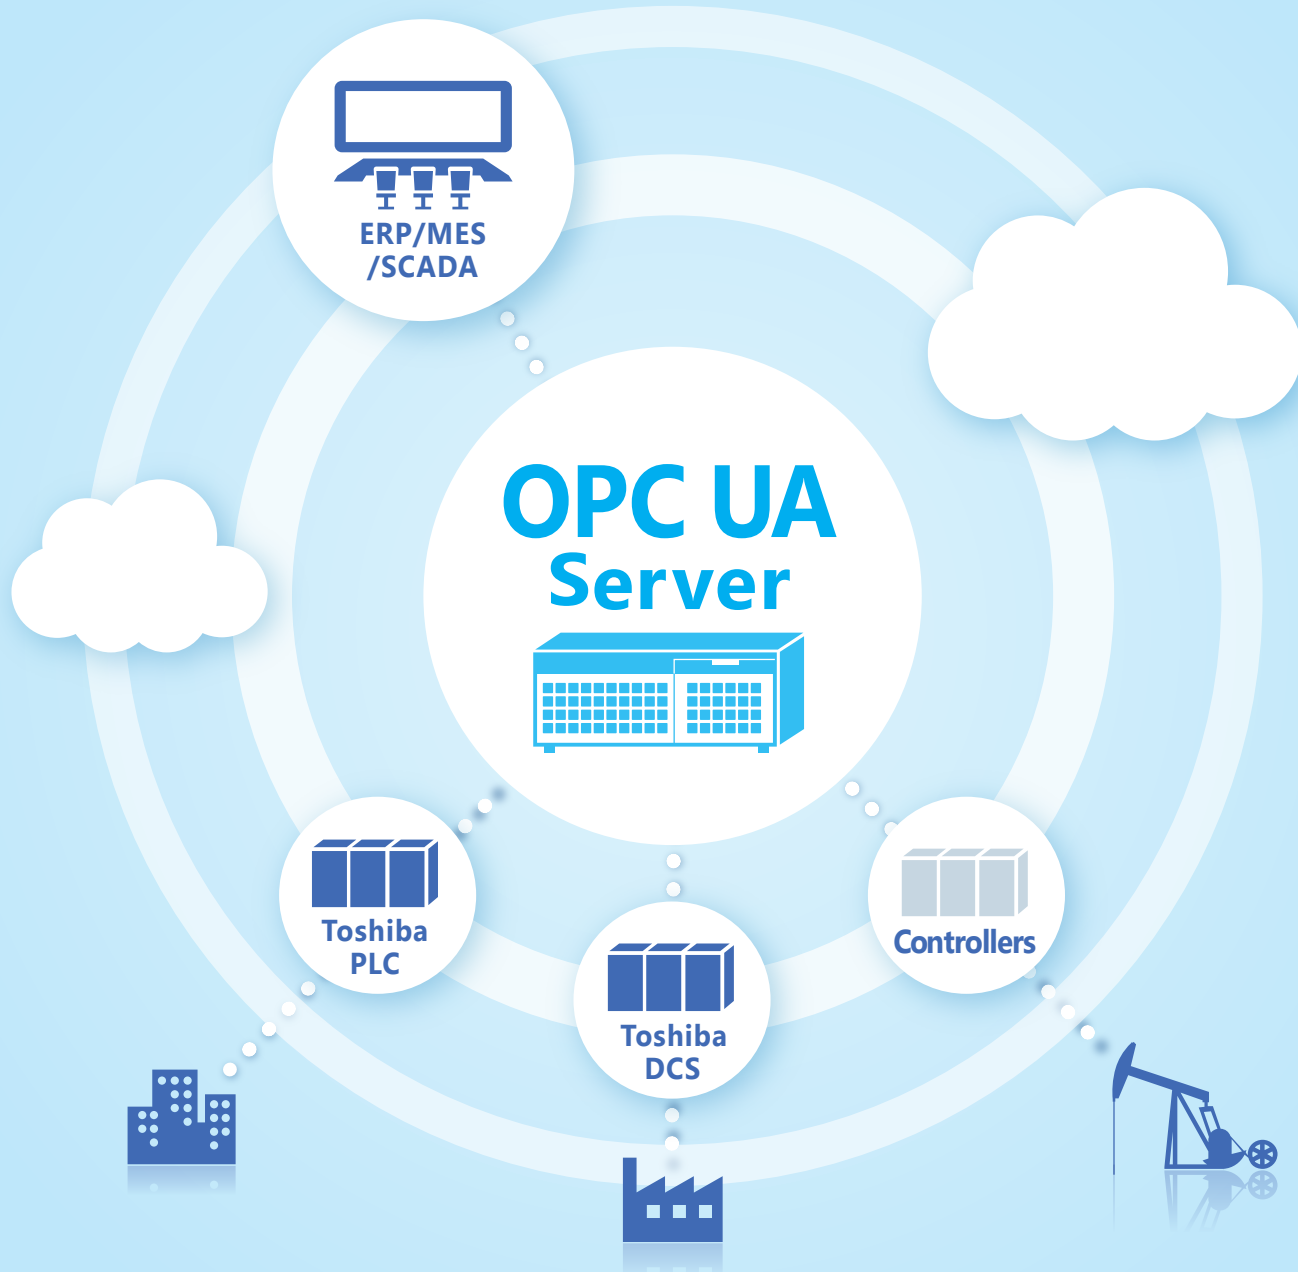 ERP/MES
/SCADA
OPC UA
Server
Toshiba
PLC
Toshiba
DCS
Controllers